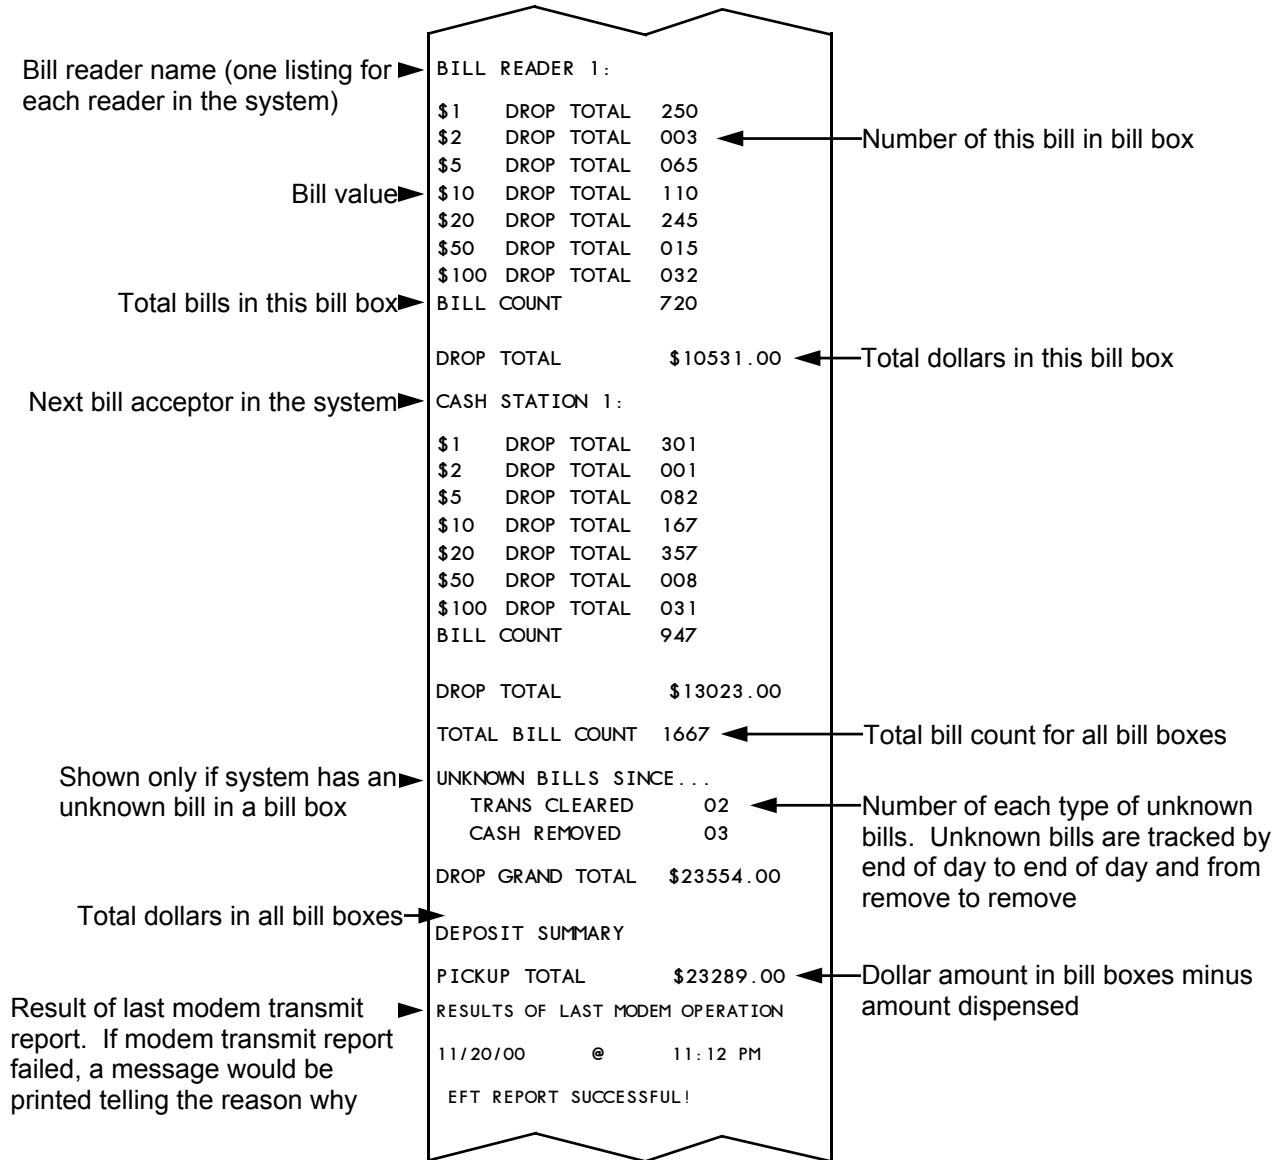 Bill reader name (one listing for
each reader in the system)
BILL READER 1:
$1 DROP TOTAL 250
$2 DROP TOTAL 003
Number of this bill in bill box
$5 DROP TOTAL 065
Bill value
$10 DROP TOTAL 110
$20 DROP TOTAL 245
$50 DROP TOTAL 015
$100 DROP TOTAL 032
Total bills in this bill box
BILL COUNT 720
DROP TOTAL $10531.00
Total dollars in this bill box
Next bill acceptor in the system
CASH STATION 1:
$1 DROP TOTAL 301
$2 DROP TOTAL 001
$5 DROP TOTAL 082
$10 DROP TOTAL 167
$20 DROP TOTAL 357
$50 DROP TOTAL 008
$100 DROP TOTAL 031
BILL COUNT 947
DROP TOTAL $13023.00
TOTAL BILL COUNT 1667
Total bill count for all bill boxes
Shown only if system has an
unknown bill in a bill box
UNKNOWN BILLS SINCE...
TRANS CLEARED 02
CASH REMOVED 03
Number of each type of unknown
bills. Unknown bills are tracked by
end of day to end of day and from
remove to remove
DROP GRAND TOTAL $23554.00
Total dollars in all bill boxes
DEPOSIT SUMMARY
PICKUP TOTAL $23289.00
Dollar amount in bill boxes minus
amount dispensed
Result of last modem transmit
report. If modem transmit report
failed, a message would be
printed telling the reason why
RESULTS OF LAST MODEM OPERATION
11/20/00 @ 11:12 PM
EFT REPORT SUCCESSFUL!